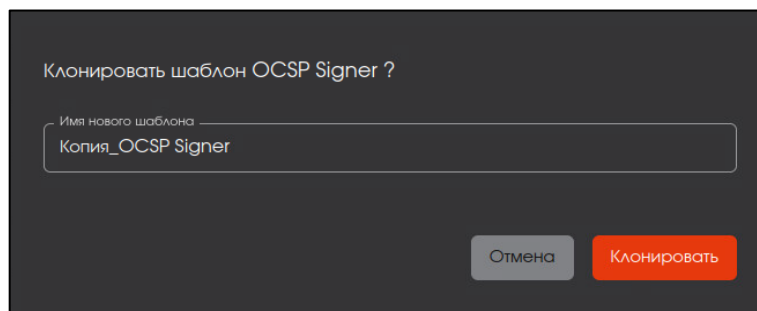 Клонировать шаблон OCSP Signer ?
Имя нового шаблона
Копия_OCSP Signer
Отмена
Клонировать